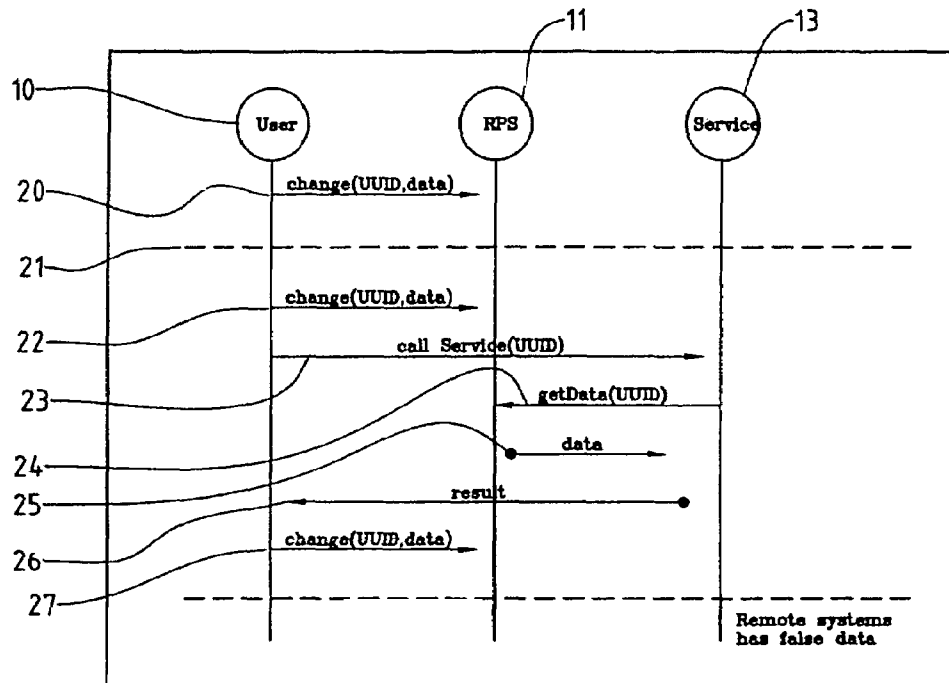 11
13
10
User
RPS
Service
20
change(UUID,data)
21
change(UUID,data)
22
call Service(UUID)
23
getData(UUID)
24
data
25
result
26
change(UUID,data)
27
Remote systems
has false data